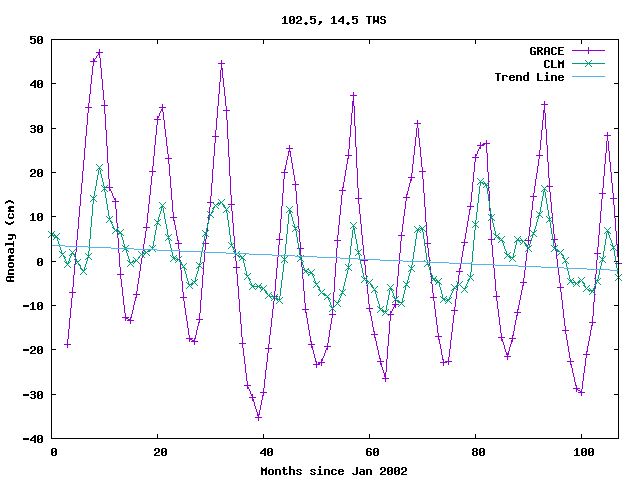 102.5, 14.5 TWS
GRACE
CLM
Trend Line
50
40
30
20
10
0
-10
-20
-30
-40
Anomaly (cm)
0 20 40 60 80 100
Months since Jan 2002